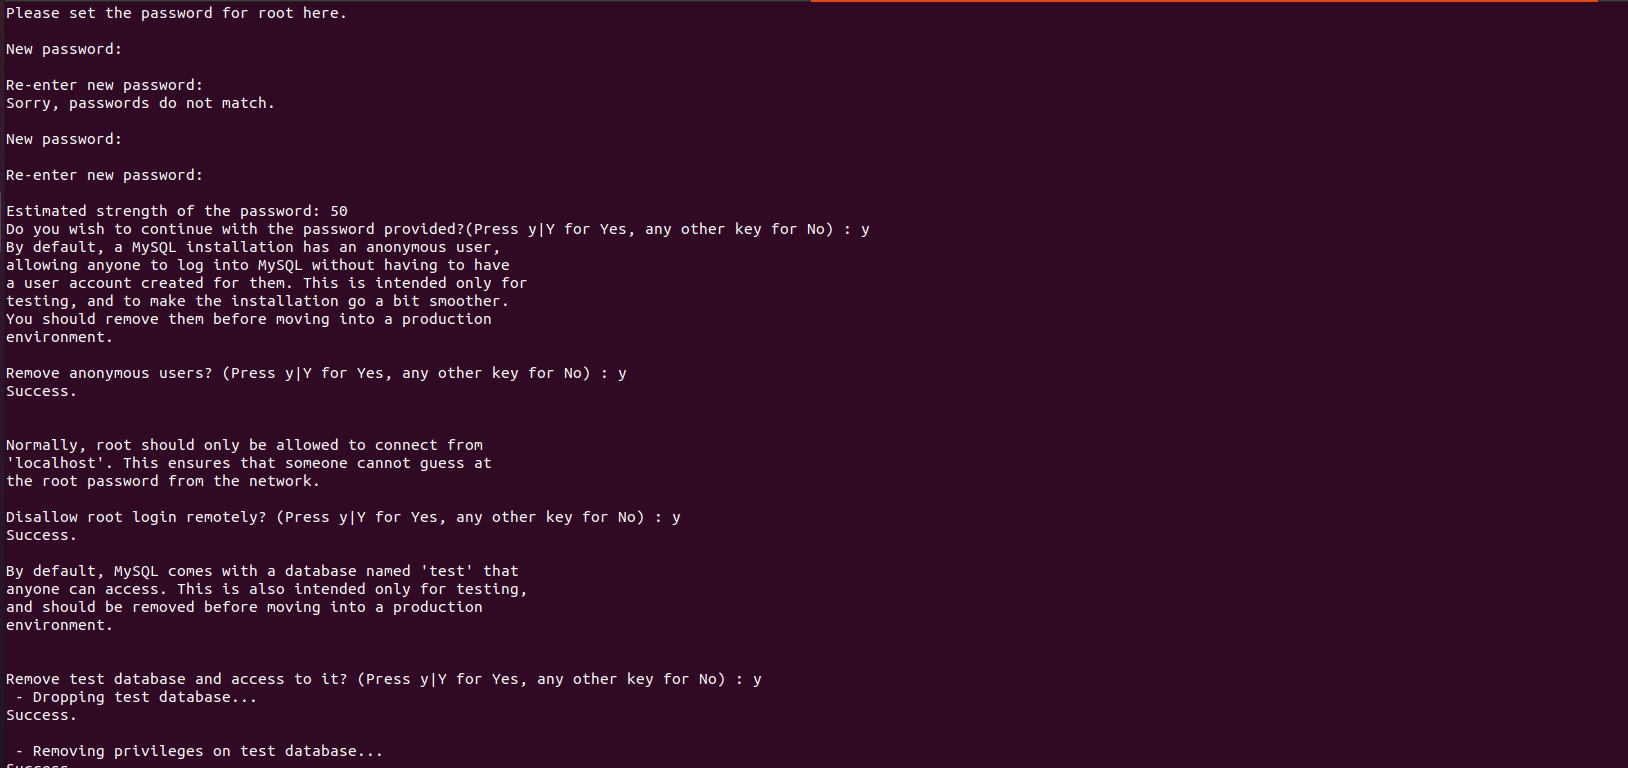 Please set the password for root here.
New password:
Re-enter new password:
Sorry, passwords do not match.
New password:
Re-enter new password:
Estimated strength of the password: 50
Do you wish to continue with the password provided?(Press y|Y for Yes, any other key for No) : y
By default, a MySQL installation has an anonymous user,
allowing anyone to log into MySQL without having to have
a user account created for them. This is intended only for
testing, and to make the installation go a bit smoother.
You should remove them before moving into a production
environment.
Remove anonymous users? (Press y|Y for Yes, any other key for No) : y
Success.
Normally, root should only be allowed to connect from
'localhost'. This ensures that someone cannot guess at
the root password from the network.
Disallow root login remotely? (Press y|Y for Yes, any other key for No) : y
Success.
By default, MySQL comes with a database named 'test' that
anyone can access. This is also intended only for testing,
and should be removed before moving into a production
environment.
Remove test database and access to it? (Press y|Y for Yes, any other key for No) : y
- Dropping test database...
Success.
- Removing privileges on test database...